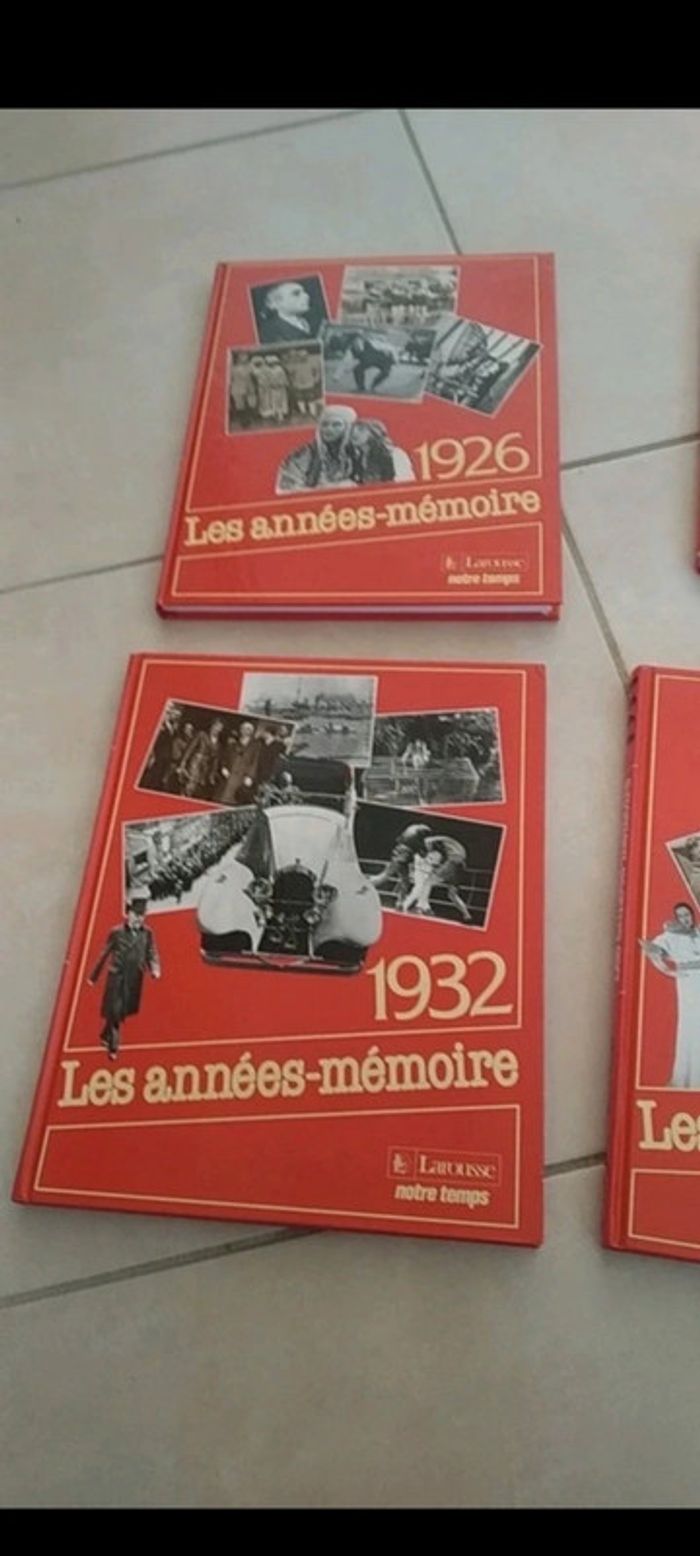 1926
Les années-mémoire
Larousse
notre temps
1932
Les années-mémoire
Larousse
notre temps
Les